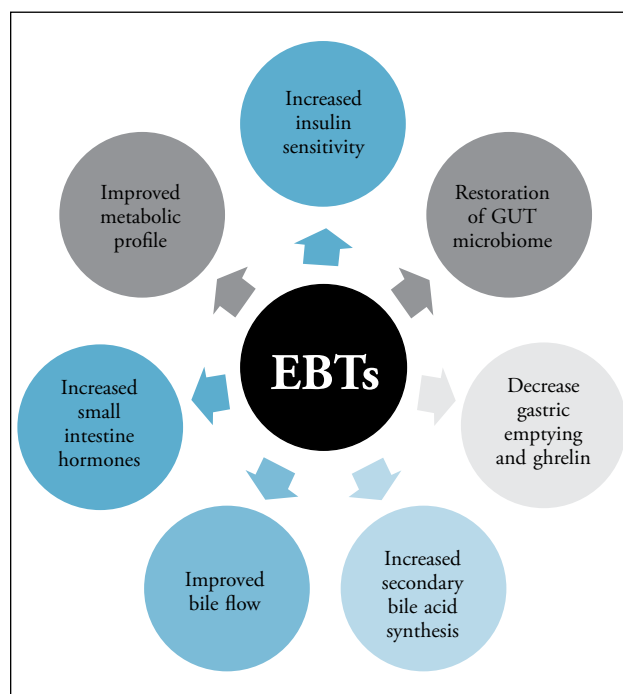 Increased
insulin
sensitivity
Restoration
of GUT
microbiome
Decrease
gastric
emptying
and ghrelin
Increased
secondary
bile acid
synthesis
Improved
bile flow
Increased
small
intestine
hormones
Improved
metabolic
profile
EBTs